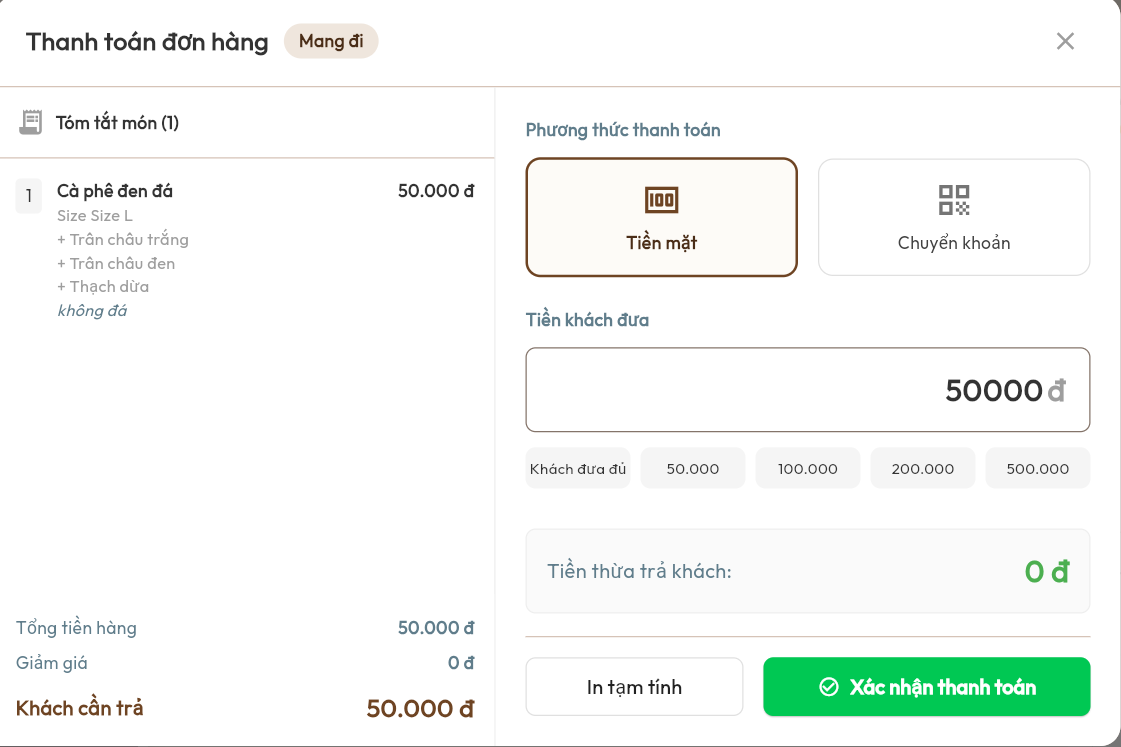 Thanh toán đơn hàng Mang đi
Tóm tắt món (1)
1 Cà phê đen đá 50.000 đ
Size Size L
+ Trân châu trắng
+ Trân châu đen
+ Thạch dừa
không đá
Tổng tiền hàng 50.000 đ
Giảm giá 0 đ
Khách cần trả 50.000 đ
Phương thức thanh toán
100
Tiền mặt
Chuyển khoản
Tiền khách đưa
50000 đ
Khách đưa đủ 50.000 100.000 200.000 500.000
Tiền thừa trả khách: 0 đ
In tạm tính Xác nhận thanh toán